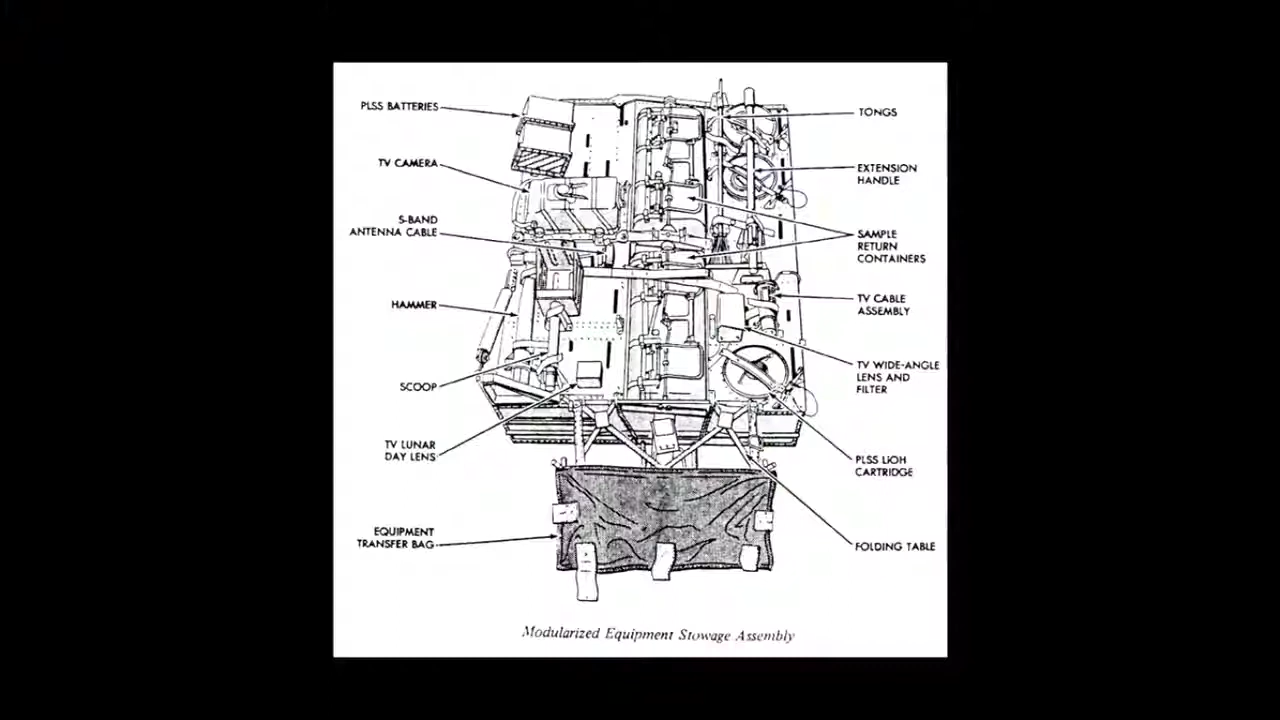 PLSS BATTERIES
TV CAMERA
S-BAND
ANTENNA CABLE
HAMMER
SCOOP
TV LUNAR
DAY LENS
EQUIPMENT
TRANSFER BAG
TONGS
EXTENSION
HANDLE
SAMPLE
RETURN
CONTAINERS
TV CABLE
ASSEMBLY
TV WIDE-ANGLE
LENS AND
FILTER
PLSS LIOH
CARTRIDGE
FOLDING TABLE
Modularized Equipment Stowage Assembly